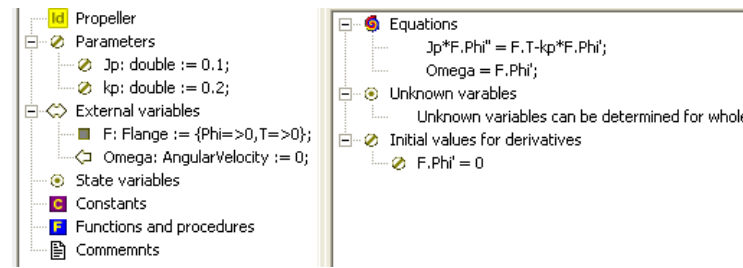 Id Propeller
Parameters
Jp: double := 0.1;
kp: double := 0.2;
External variables
F: Flange := {Phi=>0,T=>0};
Omega: AngularVelocity := 0;
State variables
C Constants
F Functions and procedures
Commemnts
Equations
Jp*F.Phi'' = F.T-kp*F.Phi';
Omega = F.Phi';
Unknown varables
Unknown variables can be determined for whole
Initial values for derivatives
F.Phi' = 0